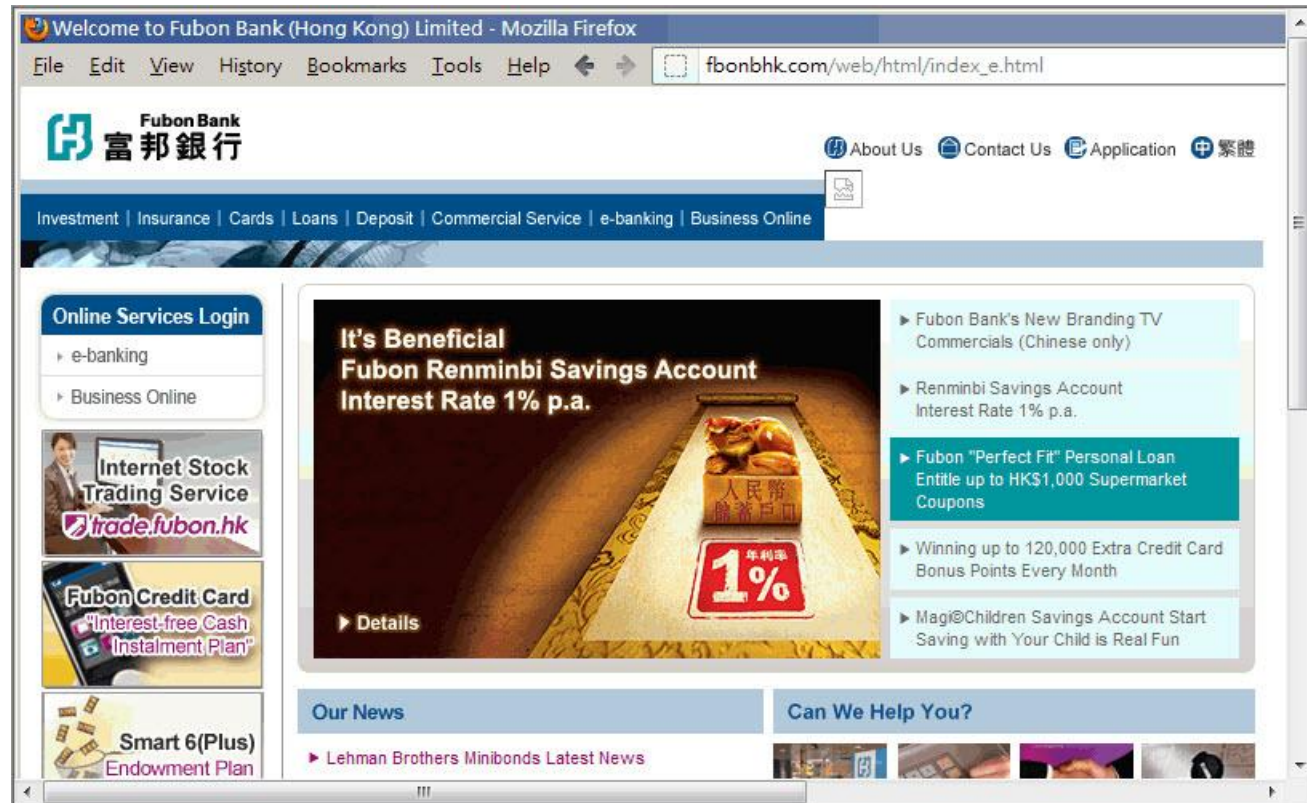 Welcome to Fubon Bank (Hong Kong) Limited - Mozilla Firefox
File Edit View History Bookmarks Tools Help
fbonbhk.com/web/html/index_e.html
Fubon Bank
富邦銀行
About Us Contact Us Application 中 繁體
Investment | Insurance | Cards | Loans | Deposit | Commercial Service | e-banking | Business Online
Online Services Login
e-banking
Business Online
Internet Stock
Trading Service
trade.fubon.hk
Fubon Credit Card
"Interest-free Cash
Instalment Plan"
Smart 6(Plus)
Endowment Plan
It's Beneficial
Fubon Renminbi Savings Account
Interest Rate 1% p.a.
人民幣
儲蓄戶口
年利率
1%
Details
Fubon Bank's New Branding TV
Commercials (Chinese only)
Renminbi Savings Account
Interest Rate 1% p.a.
Fubon "Perfect Fit" Personal Loan
Entitle up to HK$1,000 Supermarket
Coupons
Winning up to 120,000 Extra Credit Card
Bonus Points Every Month
Magi©Children Savings Account Start
Saving with Your Child is Real Fun
Our News
Lehman Brothers Minibonds Latest News
Can We Help You?